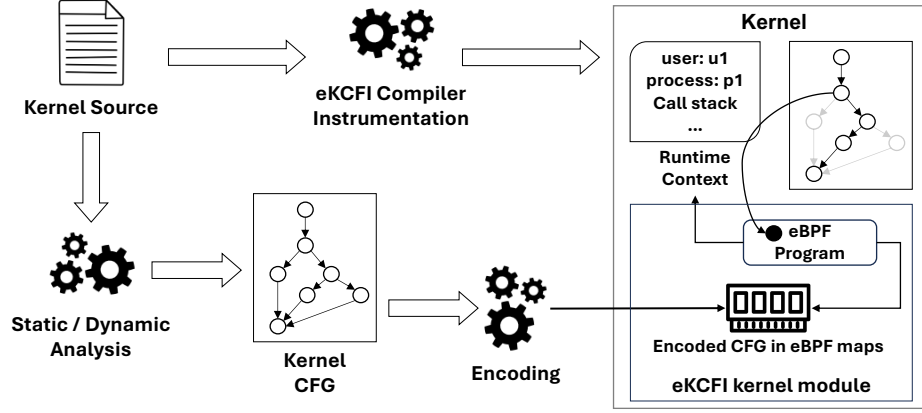 Kernel Source
eKCFI Compiler
Instrumentation
Kernel
user: u1
process: p1
Call stack
...
Runtime
Context
Static / Dynamic
Analysis
Kernel
CFG
Encoding
eBPF
Program
Encoded CFG in eBPF maps
eKCFI kernel module